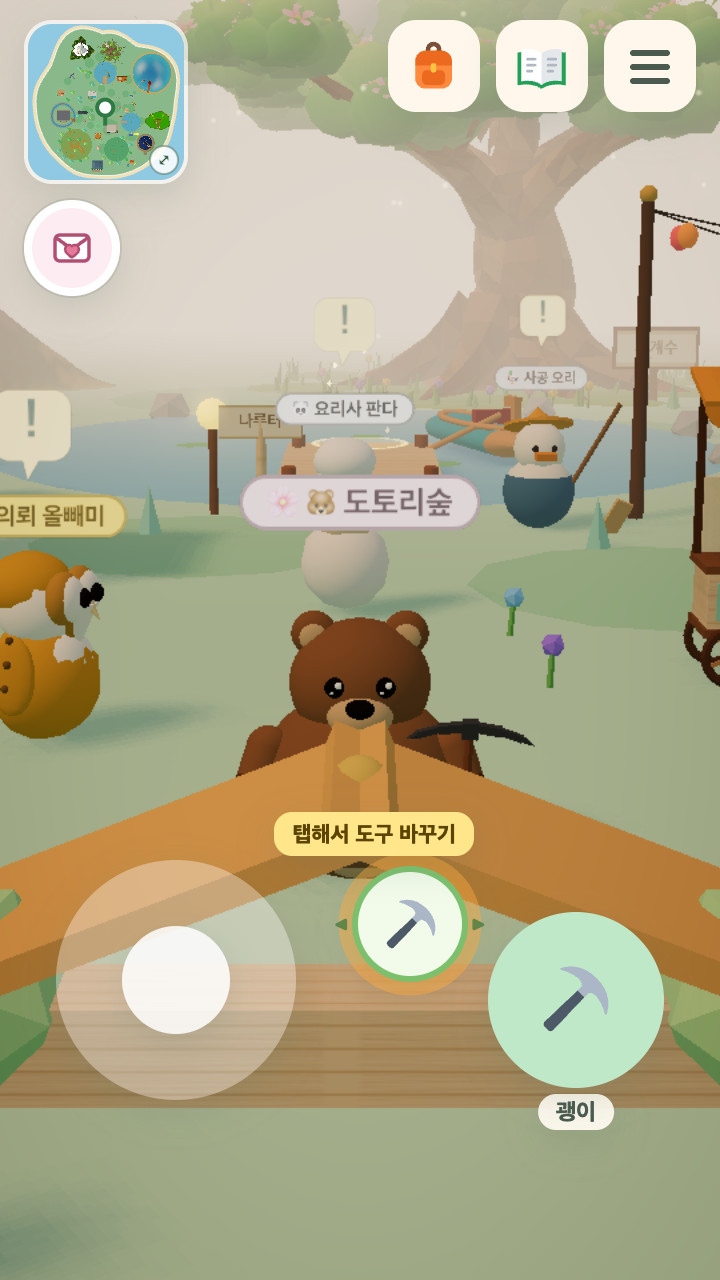 !
!
!
계수
사공 오리
요리사 판다
나루터
도토리숲
의뢰 올빼미
탭해서 도구 바꾸기
괭이